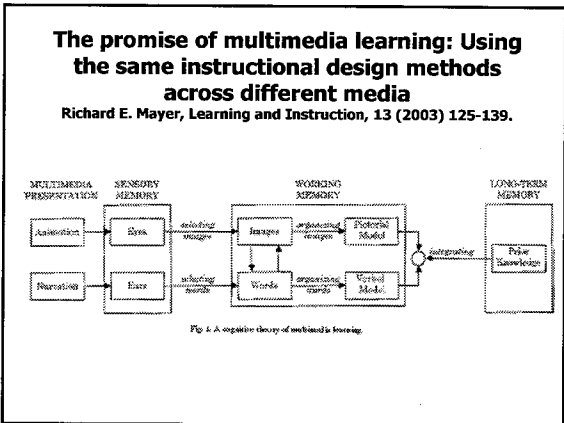 The promise of multimedia learning: Using
the same instructional design methods
across different media
Richard E. Mayer, Learning and Instruction, 13 (2003) 125-139.
MULTIMEDIA PRESENTATION
SENSORY MEMORY
WORKING MEMORY
LONG-TERM MEMORY
Animation
Eyes
selecting images
Images
organizing images
Pictorial Model
integrating
Prior Knowledge
Narration
Ears
selecting words
Words
organizing words
Verbal Model
Fig. 1. A cognitive theory of multimedia learning.